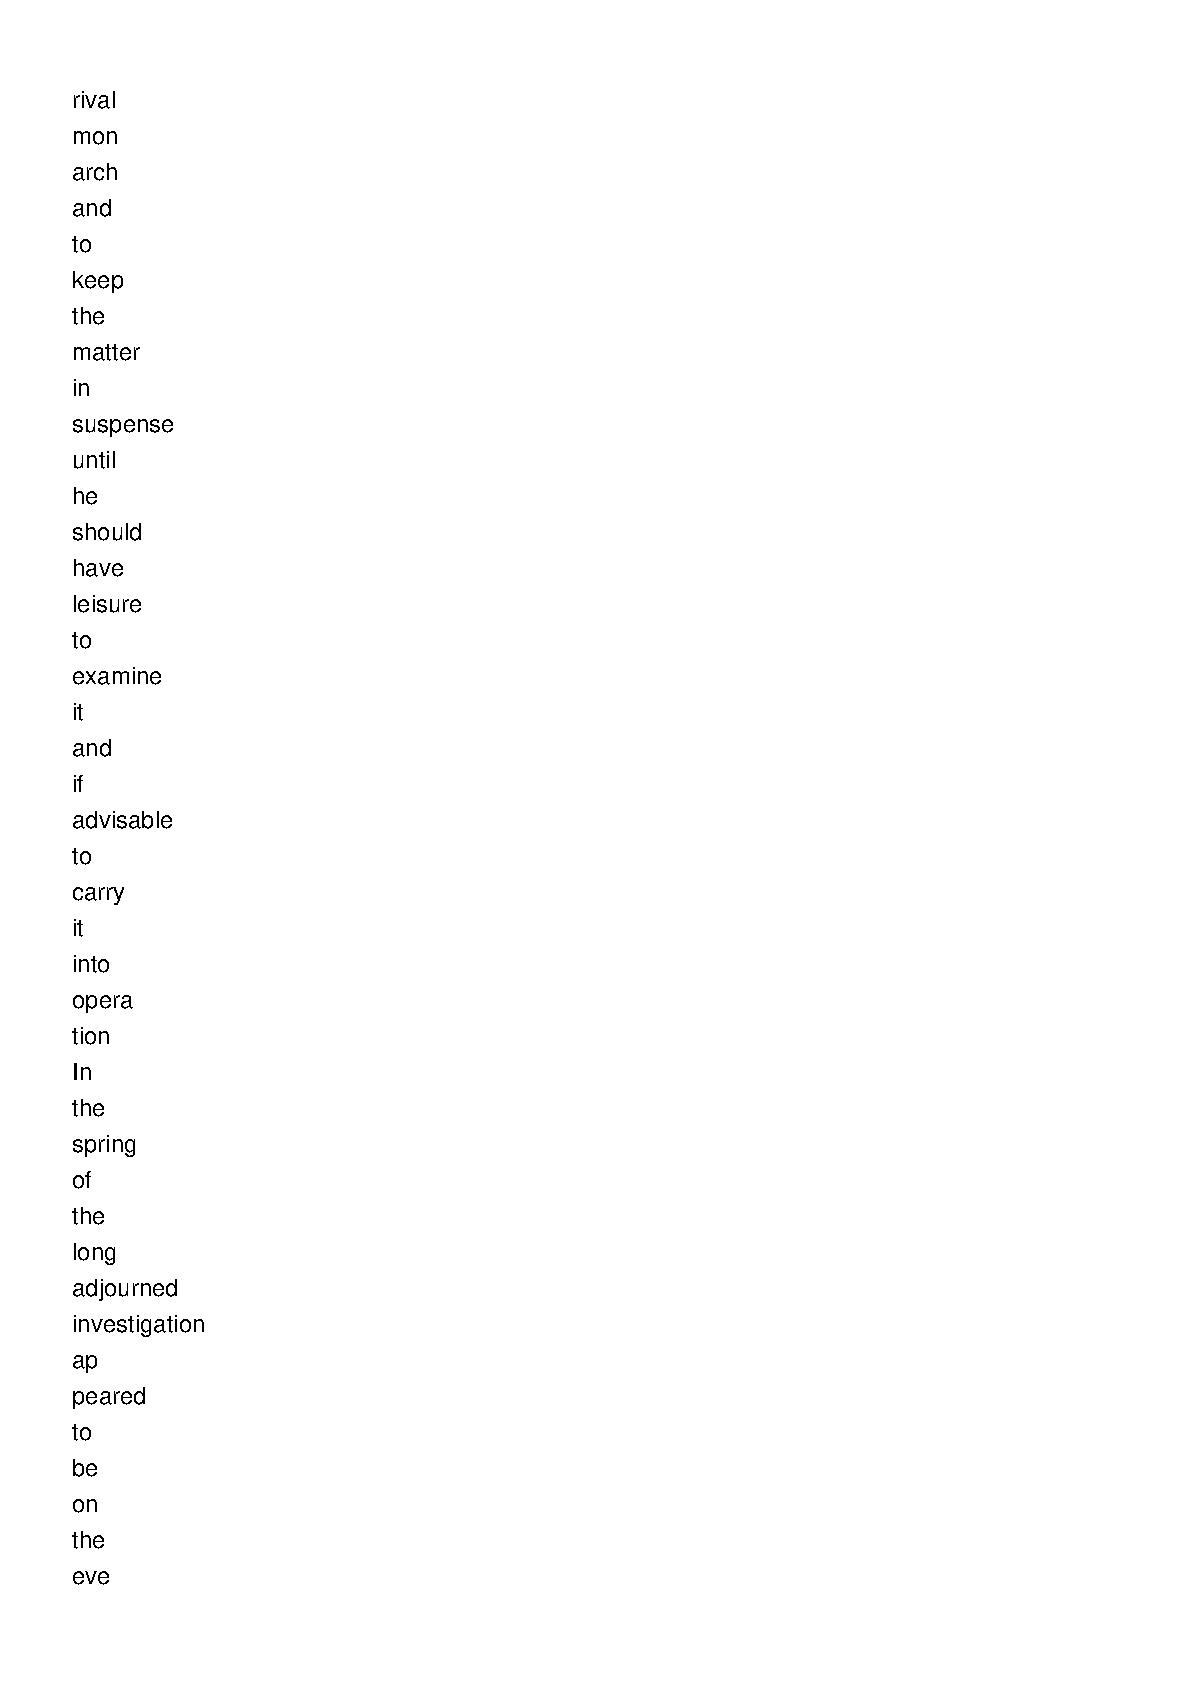 rival
mon
arch
and
to
keep
the
matter
in
suspense
until
he
should
have
leisure
to
examine
it
and
if
advisable
to
carry
it
into
opera
tion
In
the
spring
of
the
long
adjourned
investigation
ap
peared
to
be
on
the
eve